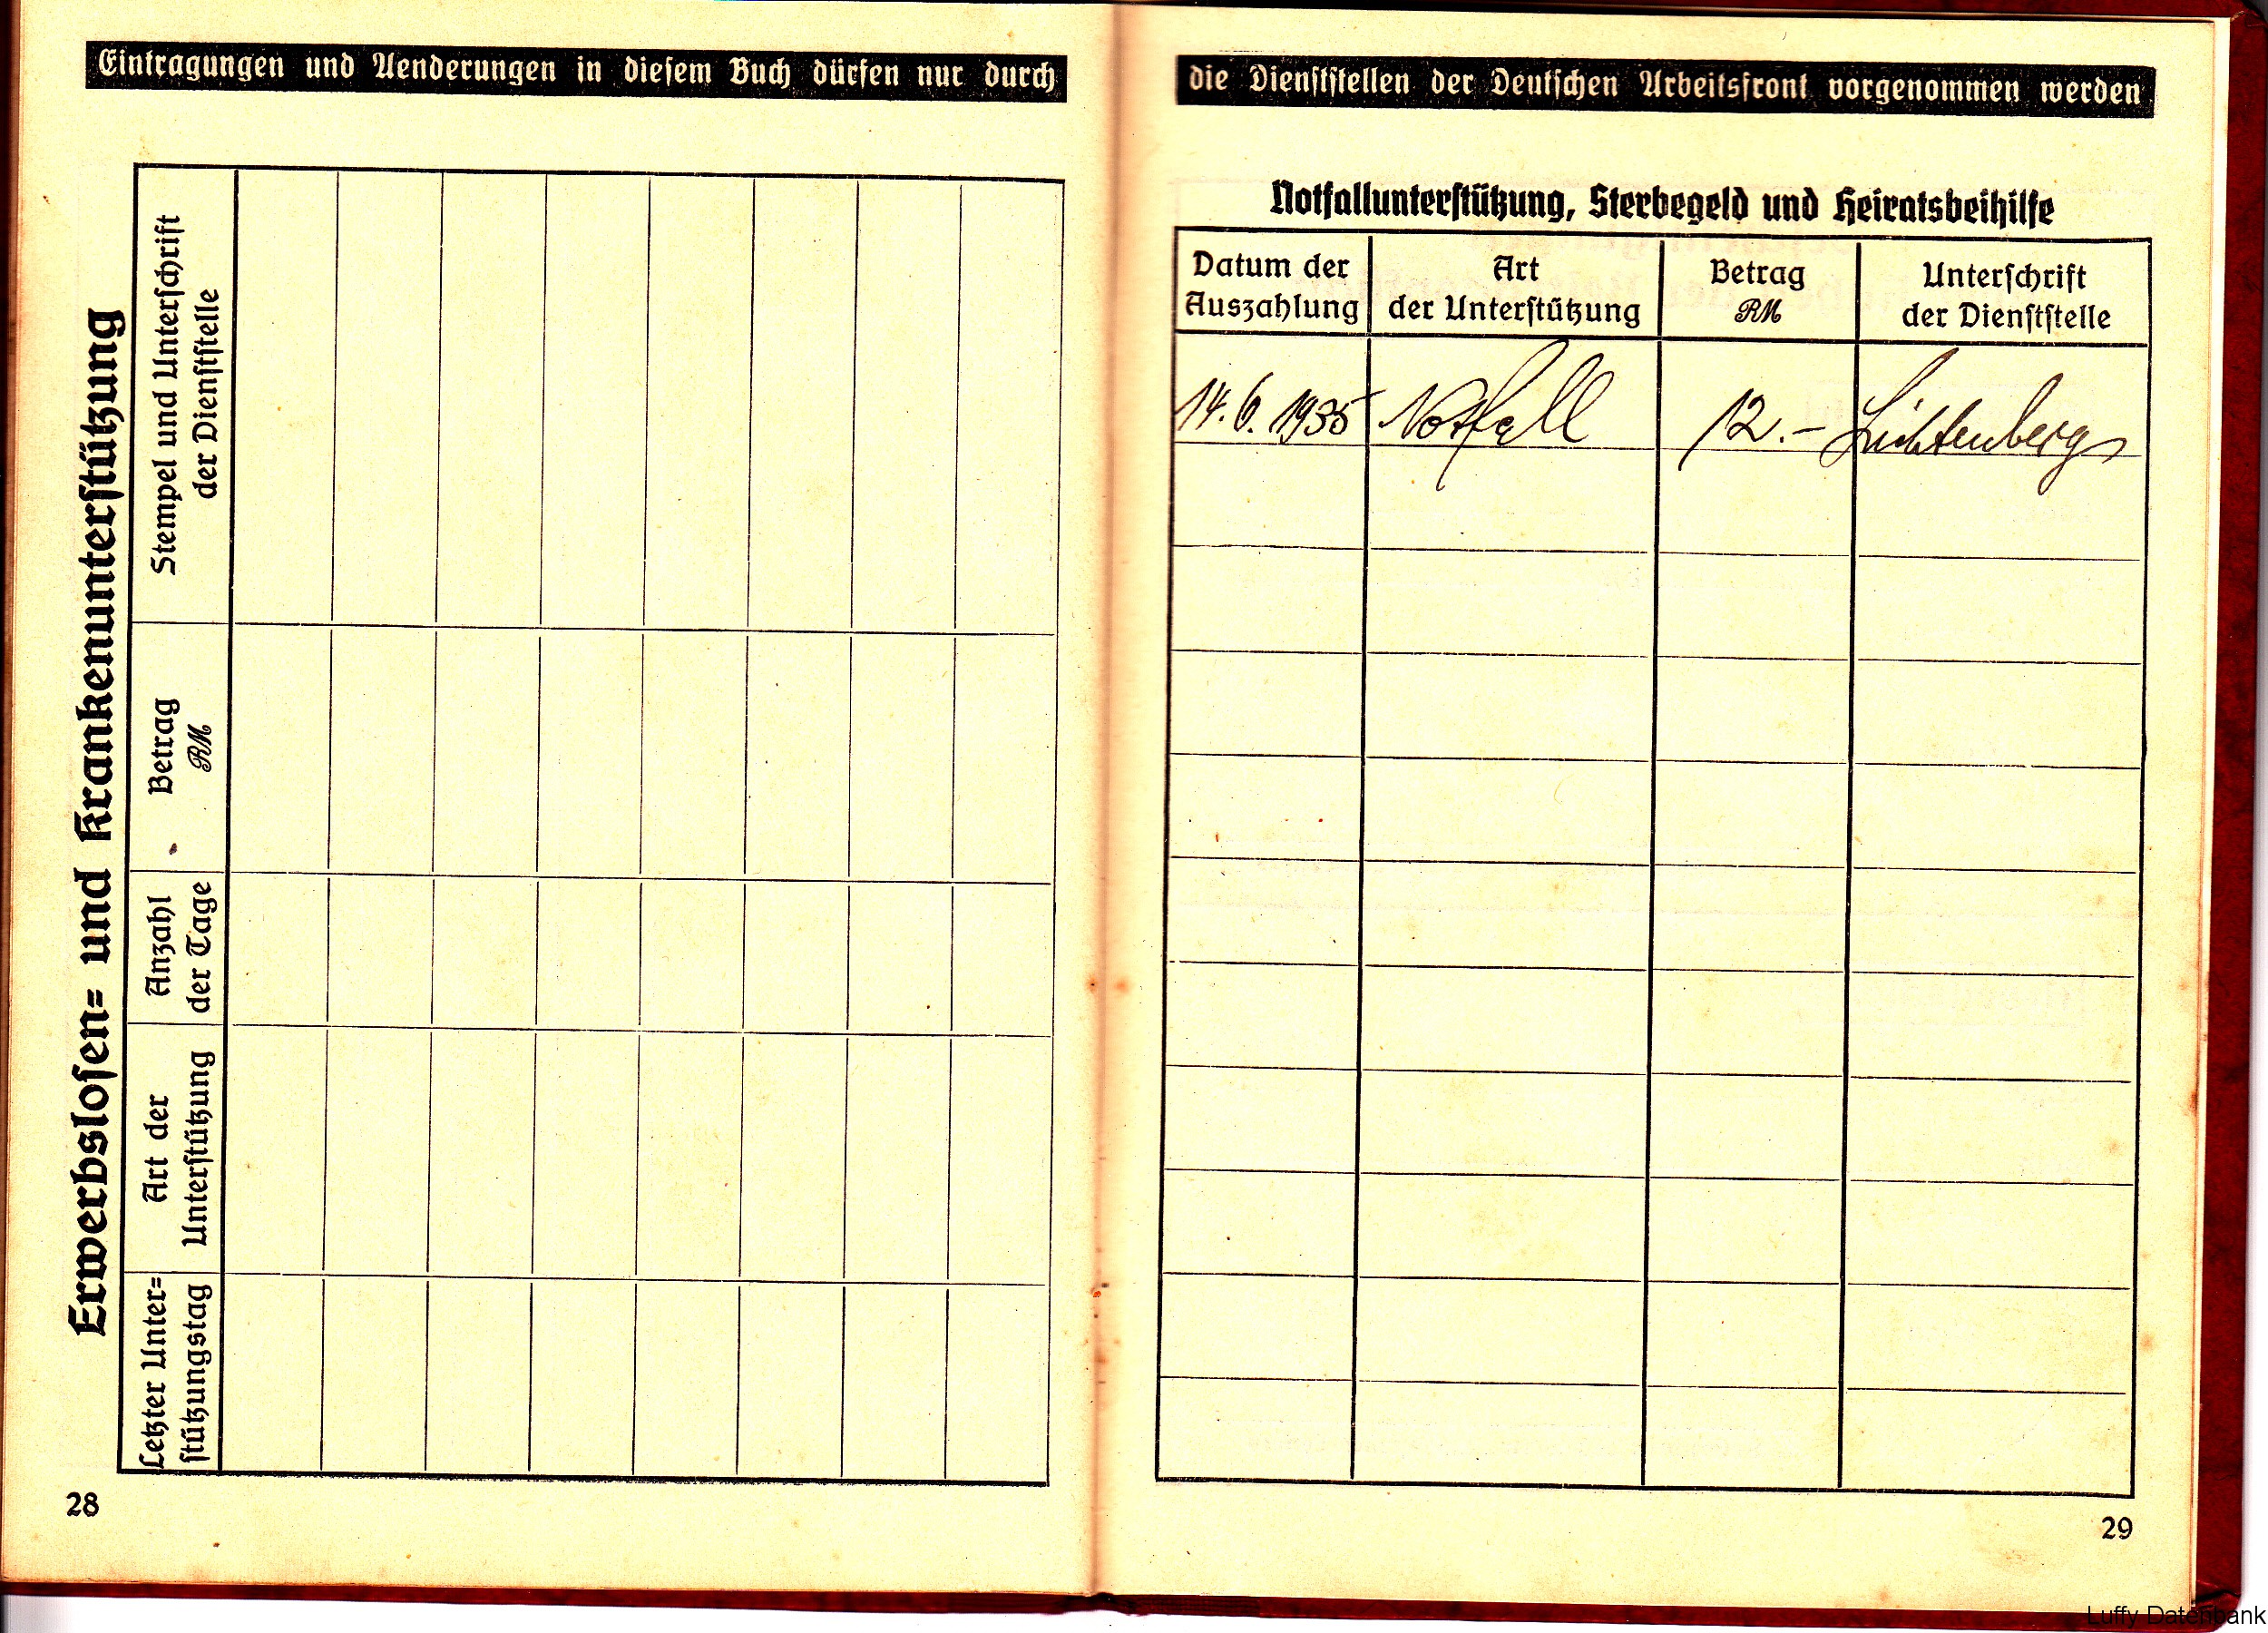 Eintragungen und Aenderungen in diesem Buch dürfen nur durch
Erwerbslosen= und Krankenunterstützung
Stempel und Unterschrift
der Dienststelle
Betrag
RM
Anzahl
der Tage
Art der
Unterstützung
Letzter Unter=
stützungstag
28
die Dienststellen der Deutschen Arbeitsfront vorgenommen werden
Notfallunterstützung, Sterbegeld und Heiratsbeihilfe
Datum der
Auszahlung
Art
der Unterstützung
Betrag
RM
Unterschrift
der Dienststelle
14.6.1935 Notfall 12.- Lichtenberg
29
Luffy Datenbank